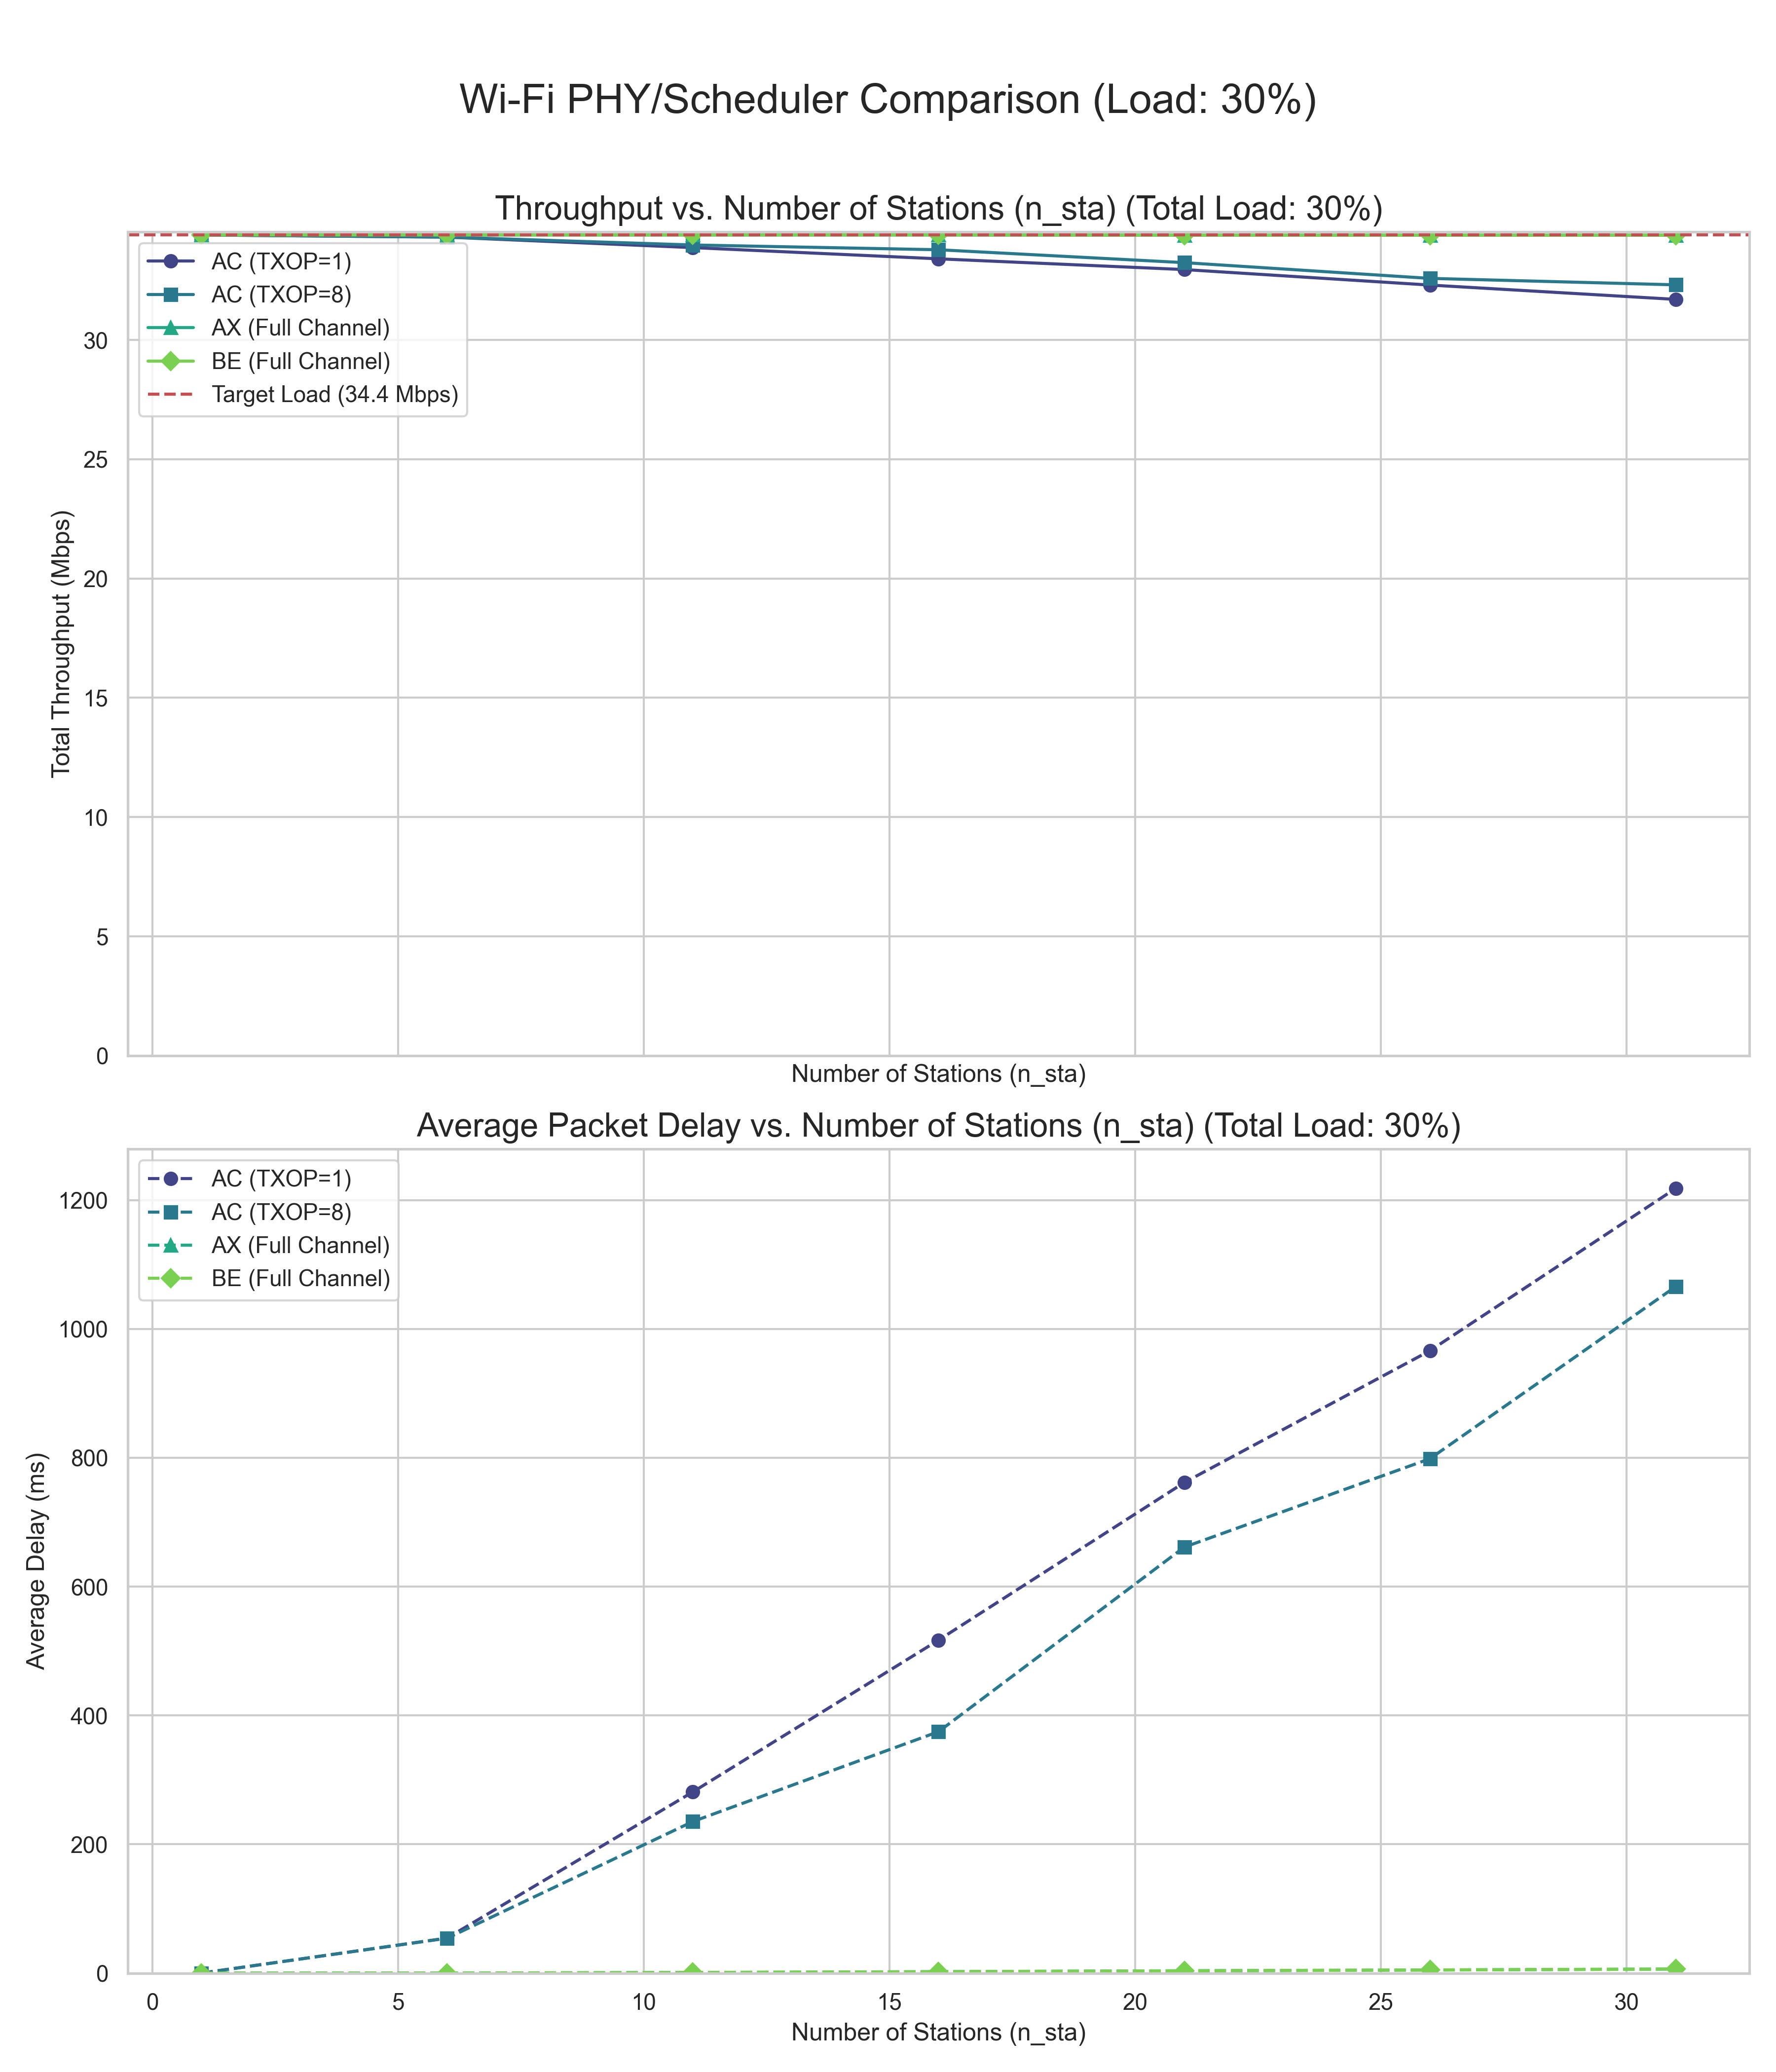 Wi-Fi PHY/Scheduler Comparison (Load: 30%)
Throughput vs. Number of Stations (n_sta) (Total Load: 30%)
AC (TXOP=1)
AC (TXOP=8)
AX (Full Channel)
BE (Full Channel)
Target Load (34.4 Mbps)
Total Throughput (Mbps)
30
25
20
15
10
5
0
Number of Stations (n_sta)
Average Packet Delay vs. Number of Stations (n_sta) (Total Load: 30%)
AC (TXOP=1)
AC (TXOP=8)
AX (Full Channel)
BE (Full Channel)
Average Delay (ms)
1200
1000
800
600
400
200
0
0 5 10 15 20 25 30
Number of Stations (n_sta)